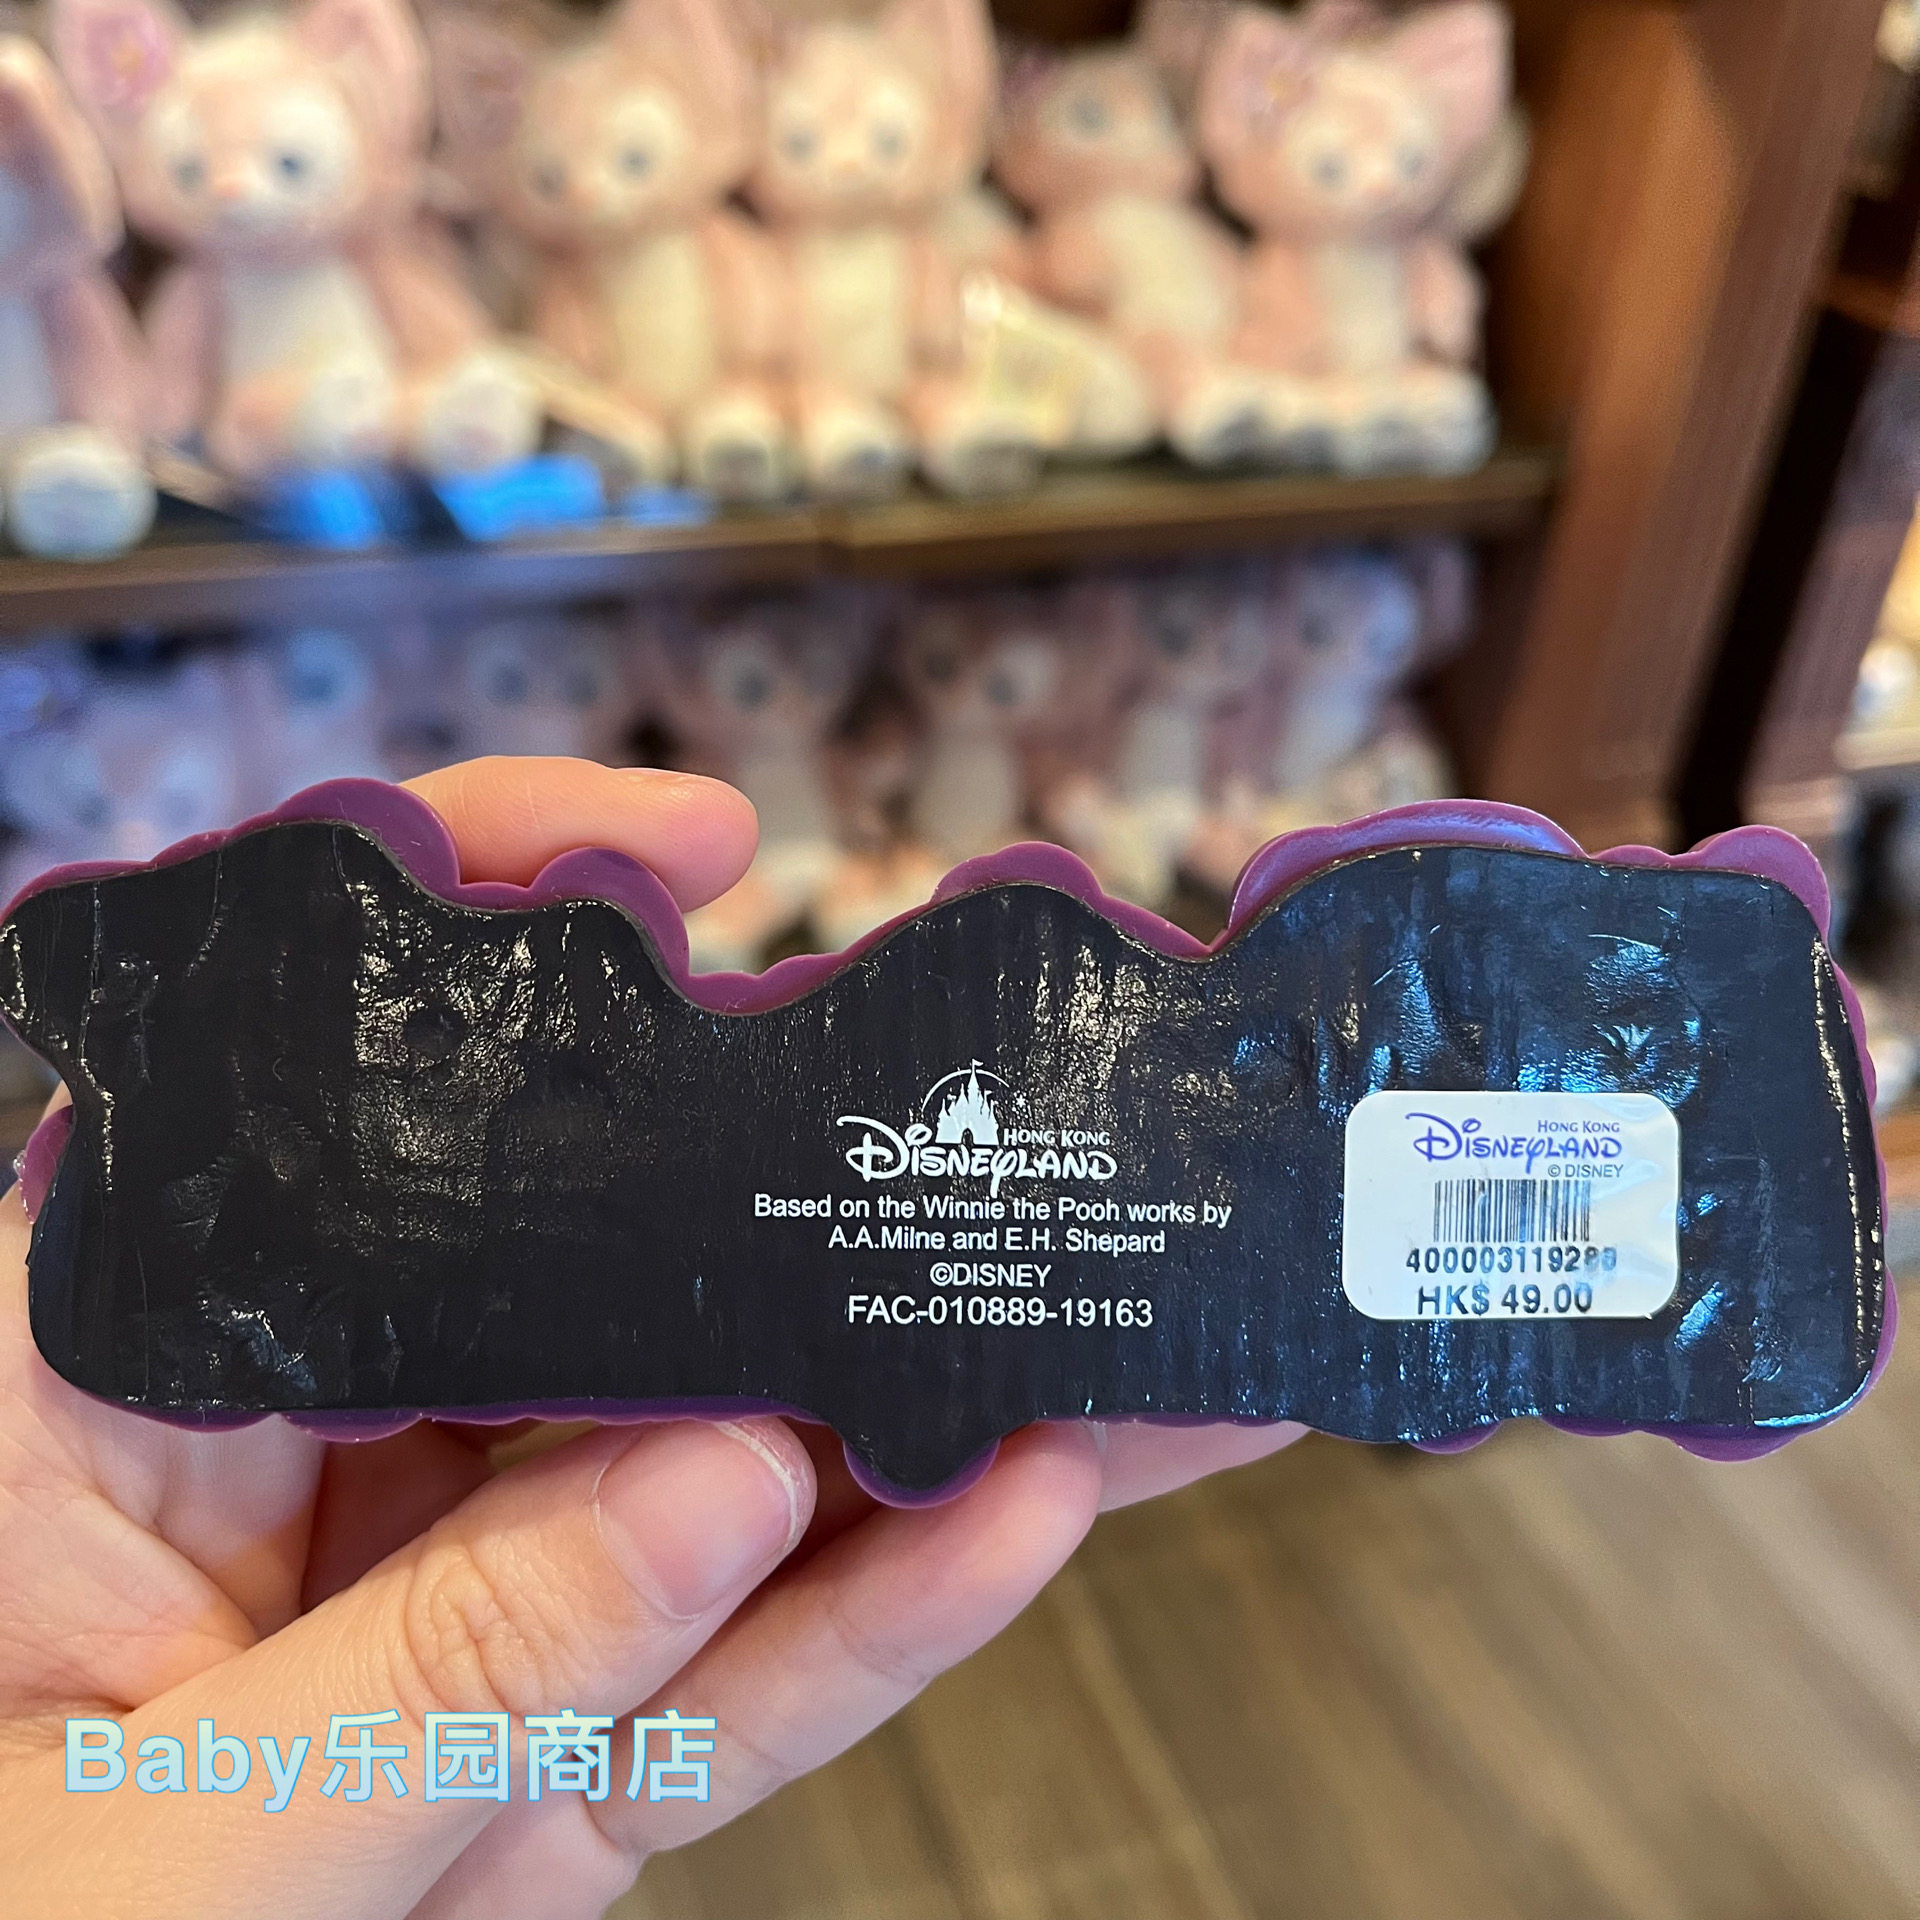 HONG KONG
DISNEYLAND
Based on the Winnie the Pooh works by
A.A.Milne and E.H. Shepard
©DISNEY
FAC-010889-19163
HONG KONG
DISNEYLAND
© DISNEY
HK$ 49.00
Baby乐园商店